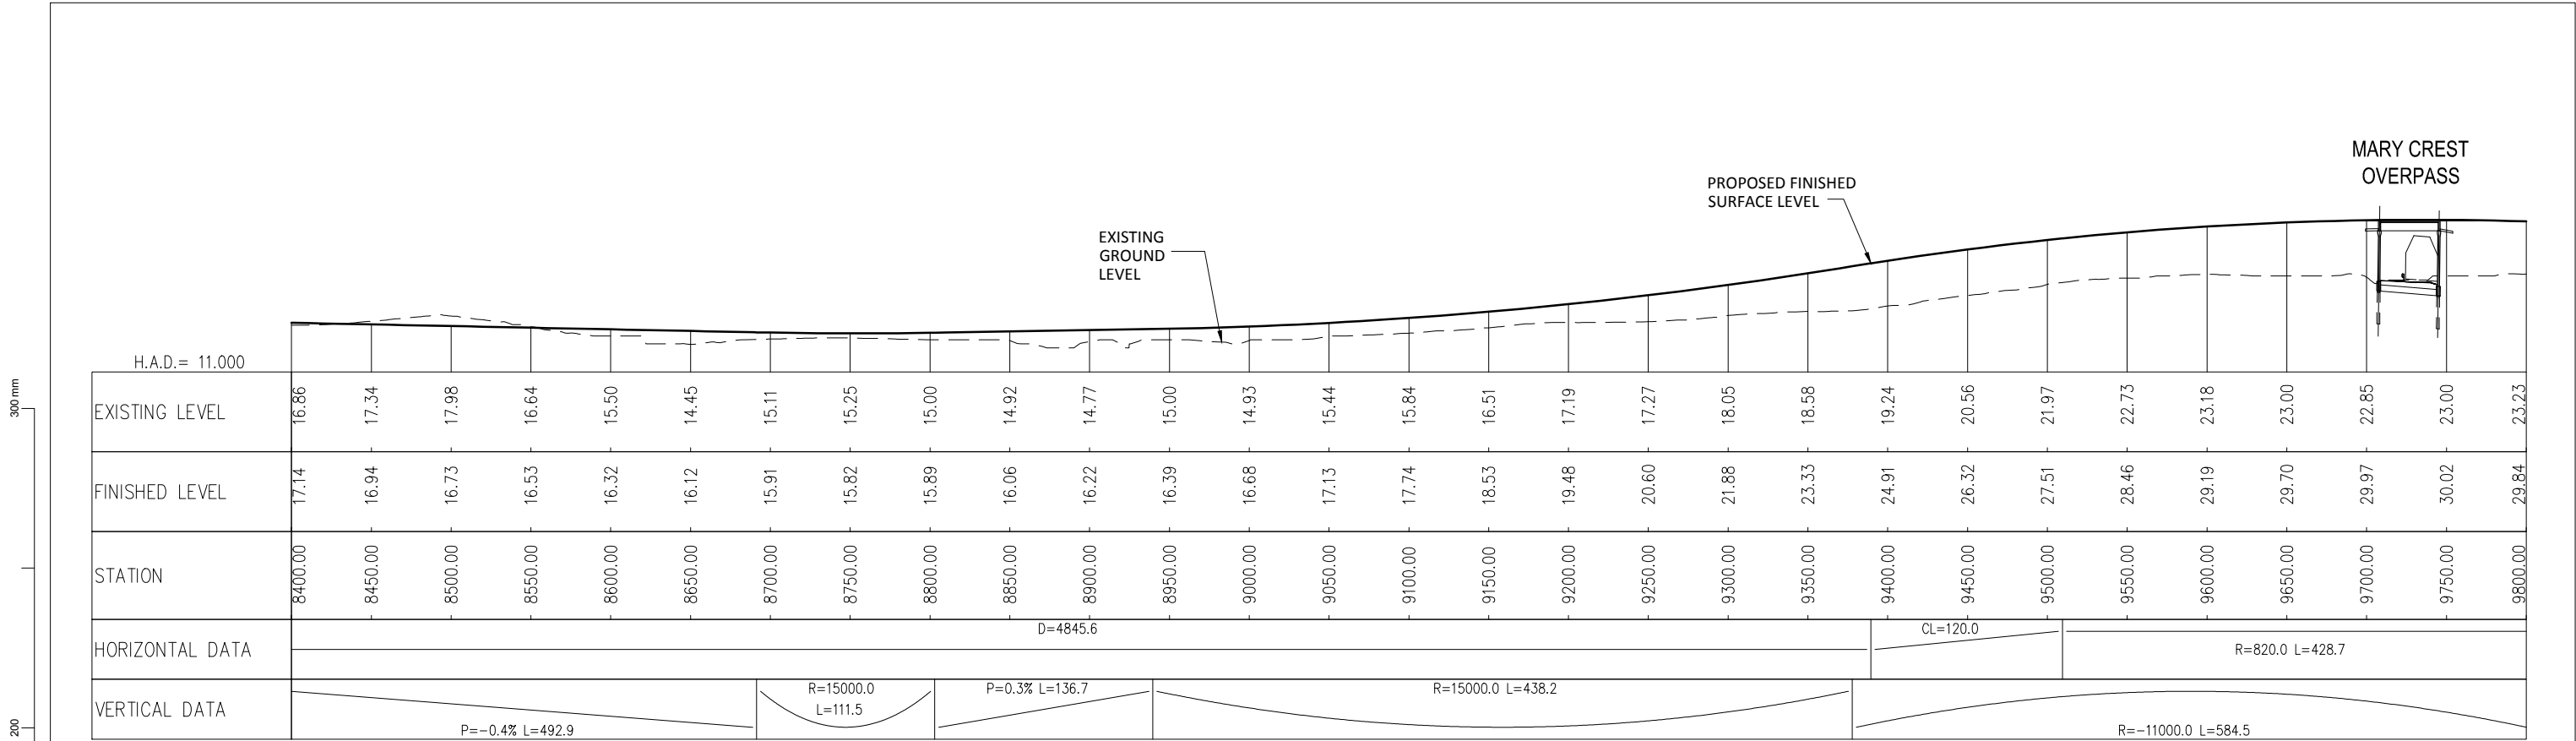 MARY CREST
OVERPASS
PROPOSED FINISHED
SURFACE LEVEL
EXISTING
GROUND
LEVEL
H.A.D.= 11.000
300 mm
200
EXISTING LEVEL 16.86 17.34 17.98 16.64 15.50 14.45 15.11 15.25 15.00 14.92 14.77 15.00 14.93 15.44 15.84 16.51 17.19 17.27 18.05 18.58 19.24 20.56 21.97 22.73 23.18 23.00 22.85 23.00 23.23
FINISHED LEVEL 17.14 16.94 16.73 16.53 16.32 16.12 15.91 15.82 15.89 16.06 16.22 16.39 16.68 17.13 17.74 18.53 19.48 20.60 21.88 23.33 24.91 26.32 27.51 28.46 29.19 29.70 29.97 30.02 29.84
STATION 8400.00 8450.00 8500.00 8550.00 8600.00 8650.00 8700.00 8750.00 8800.00 8850.00 8900.00 8950.00 9000.00 9050.00 9100.00 9150.00 9200.00 9250.00 9300.00 9350.00 9400.00 9450.00 9500.00 9550.00 9600.00 9650.00 9700.00 9750.00 9800.00
HORIZONTAL DATA D=4845.6 CL=120.0 R=820.0 L=428.7
VERTICAL DATA P=-0.4% L=492.9
R=15000.0
L=111.5
P=0.3% L=136.7
R=15000.0 L=438.2
R=-11000.0 L=584.5